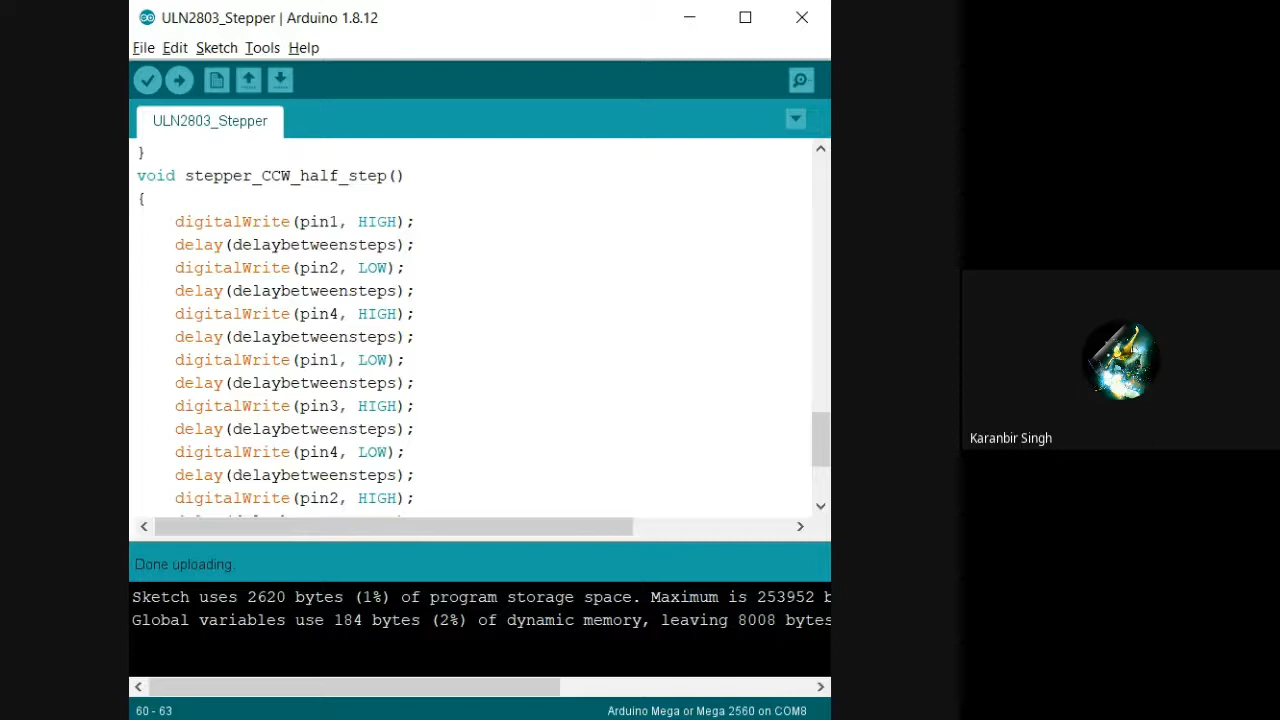 ULN2803_Stepper | Arduino 1.8.12
File Edit Sketch Tools Help
ULN2803_Stepper
}
void stepper_CCW_half_step()
{
digitalWrite(pin1, HIGH);
delay(delaybetweensteps);
digitalWrite(pin2, LOW);
delay(delaybetweensteps);
digitalWrite(pin4, HIGH);
delay(delaybetweensteps);
digitalWrite(pin1, LOW);
delay(delaybetweensteps);
digitalWrite(pin3, HIGH);
delay(delaybetweensteps);
digitalWrite(pin4, LOW);
delay(delaybetweensteps);
digitalWrite(pin2, HIGH);
Karanbir Singh
Done uploading.
Sketch uses 2620 bytes (1%) of program storage space. Maximum is 253952 b
Global variables use 184 bytes (2%) of dynamic memory, leaving 8008 bytes
60 - 63
Arduino Mega or Mega 2560 on COM8